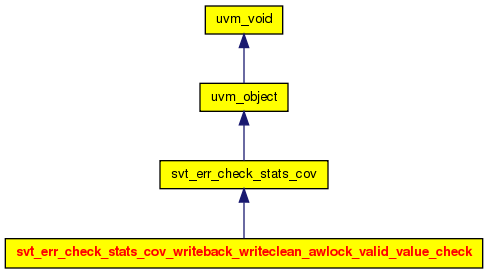 uvm_void
uvm_object
svt_err_check_stats_cov
svt_err_check_stats_cov_writeback_writeclean_awlock_valid_value_check